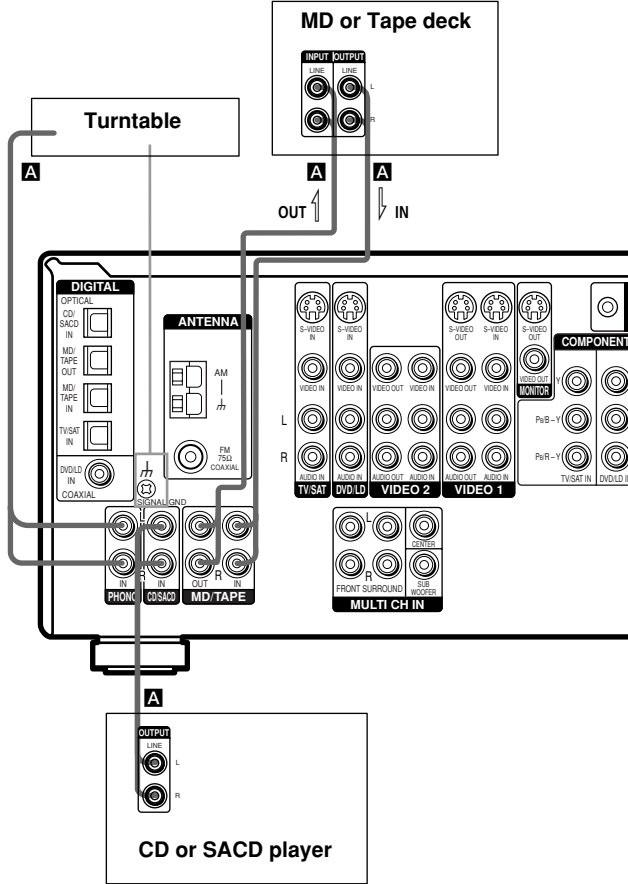 MD or Tape deck
INPUT OUTPUT
LINE LINE
L
R
Turntable
A
A A
OUT IN
DIGITAL
OPTICAL
CD/
SACD
IN
MD/
TAPE
OUT
MD/
TAPE
IN
TV/SAT
IN
DVD/LD
IN
COAXIAL
ANTENNA
AM
FM
75Ω
COAXIAL
SIGNAL GND
L
R
IN IN OUT R IN
PHONO CD/SACD MD/TAPE
S-VIDEO
IN
S-VIDEO
IN
S-VIDEO
OUT
S-VIDEO
IN
S-VIDEO
OUT
VIDEO IN VIDEO IN VIDEO OUT VIDEO IN VIDEO OUT VIDEO IN
VIDEO OUT
MONITOR
L
R
AUDIO IN AUDIO IN AUDIO OUT AUDIO IN AUDIO OUT AUDIO IN
TV/SAT DVD/LD VIDEO 2 VIDEO 1
COMPONENT
Y
PB/B–Y
PR/R–Y
TV/SAT IN DVD/LD I
L
R
CENTER
FRONT SURROUND
SUB
WOOFER
MULTI CH IN
A
OUTPUT
LINE
L
R
CD or SACD player